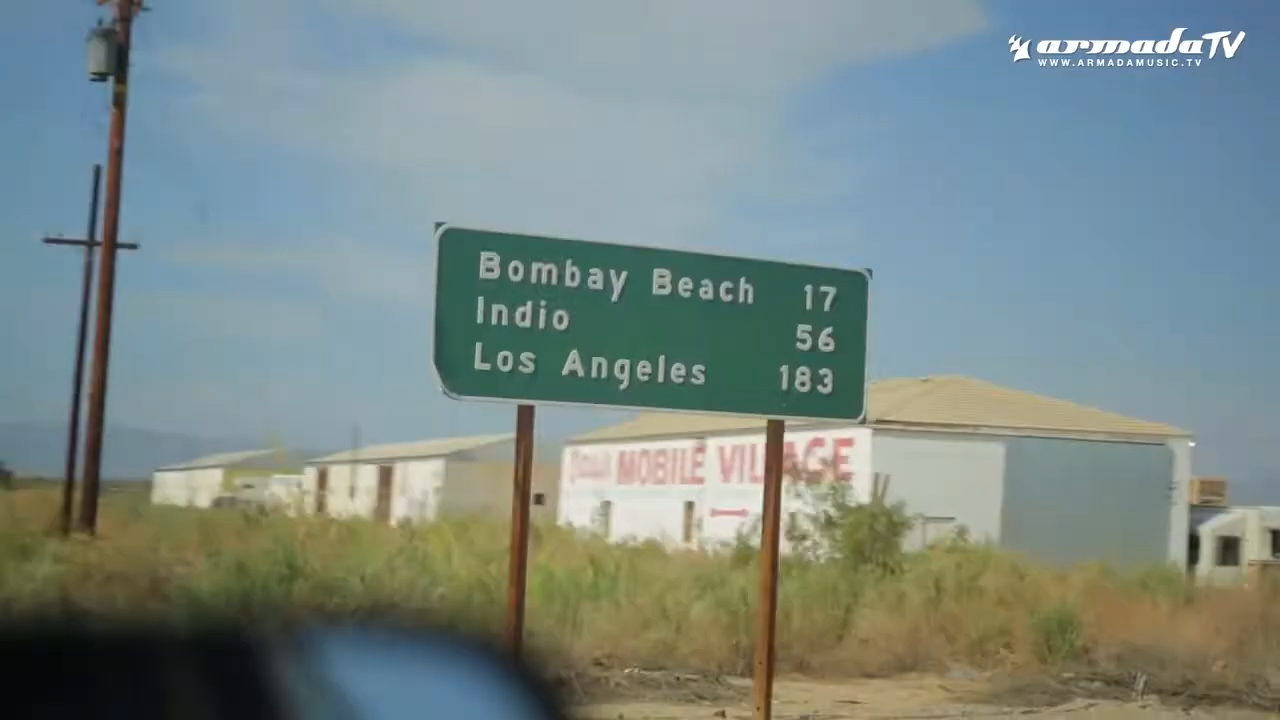 armadaTV
WWW.ARMADAMUSIC.TV
Bombay Beach 17
Indio 56
Los Angeles 183
MOBILE VILLAGE